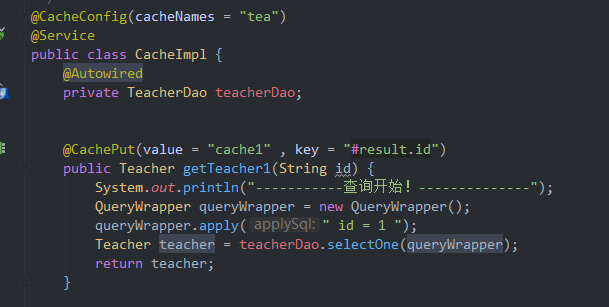 @CacheConfig(cacheNames = "tea")
@Service
public class CacheImpl {
@Autowired
private TeacherDao teacherDao;
@CachePut(value = "cache1" , key = "#result.id")
public Teacher getTeacher1(String id) {
System.out.println("-----------查询开始！--------------");
QueryWrapper queryWrapper = new QueryWrapper();
queryWrapper.apply( applySql: " id = 1 ");
Teacher teacher = teacherDao.selectOne(queryWrapper);
return teacher;
}